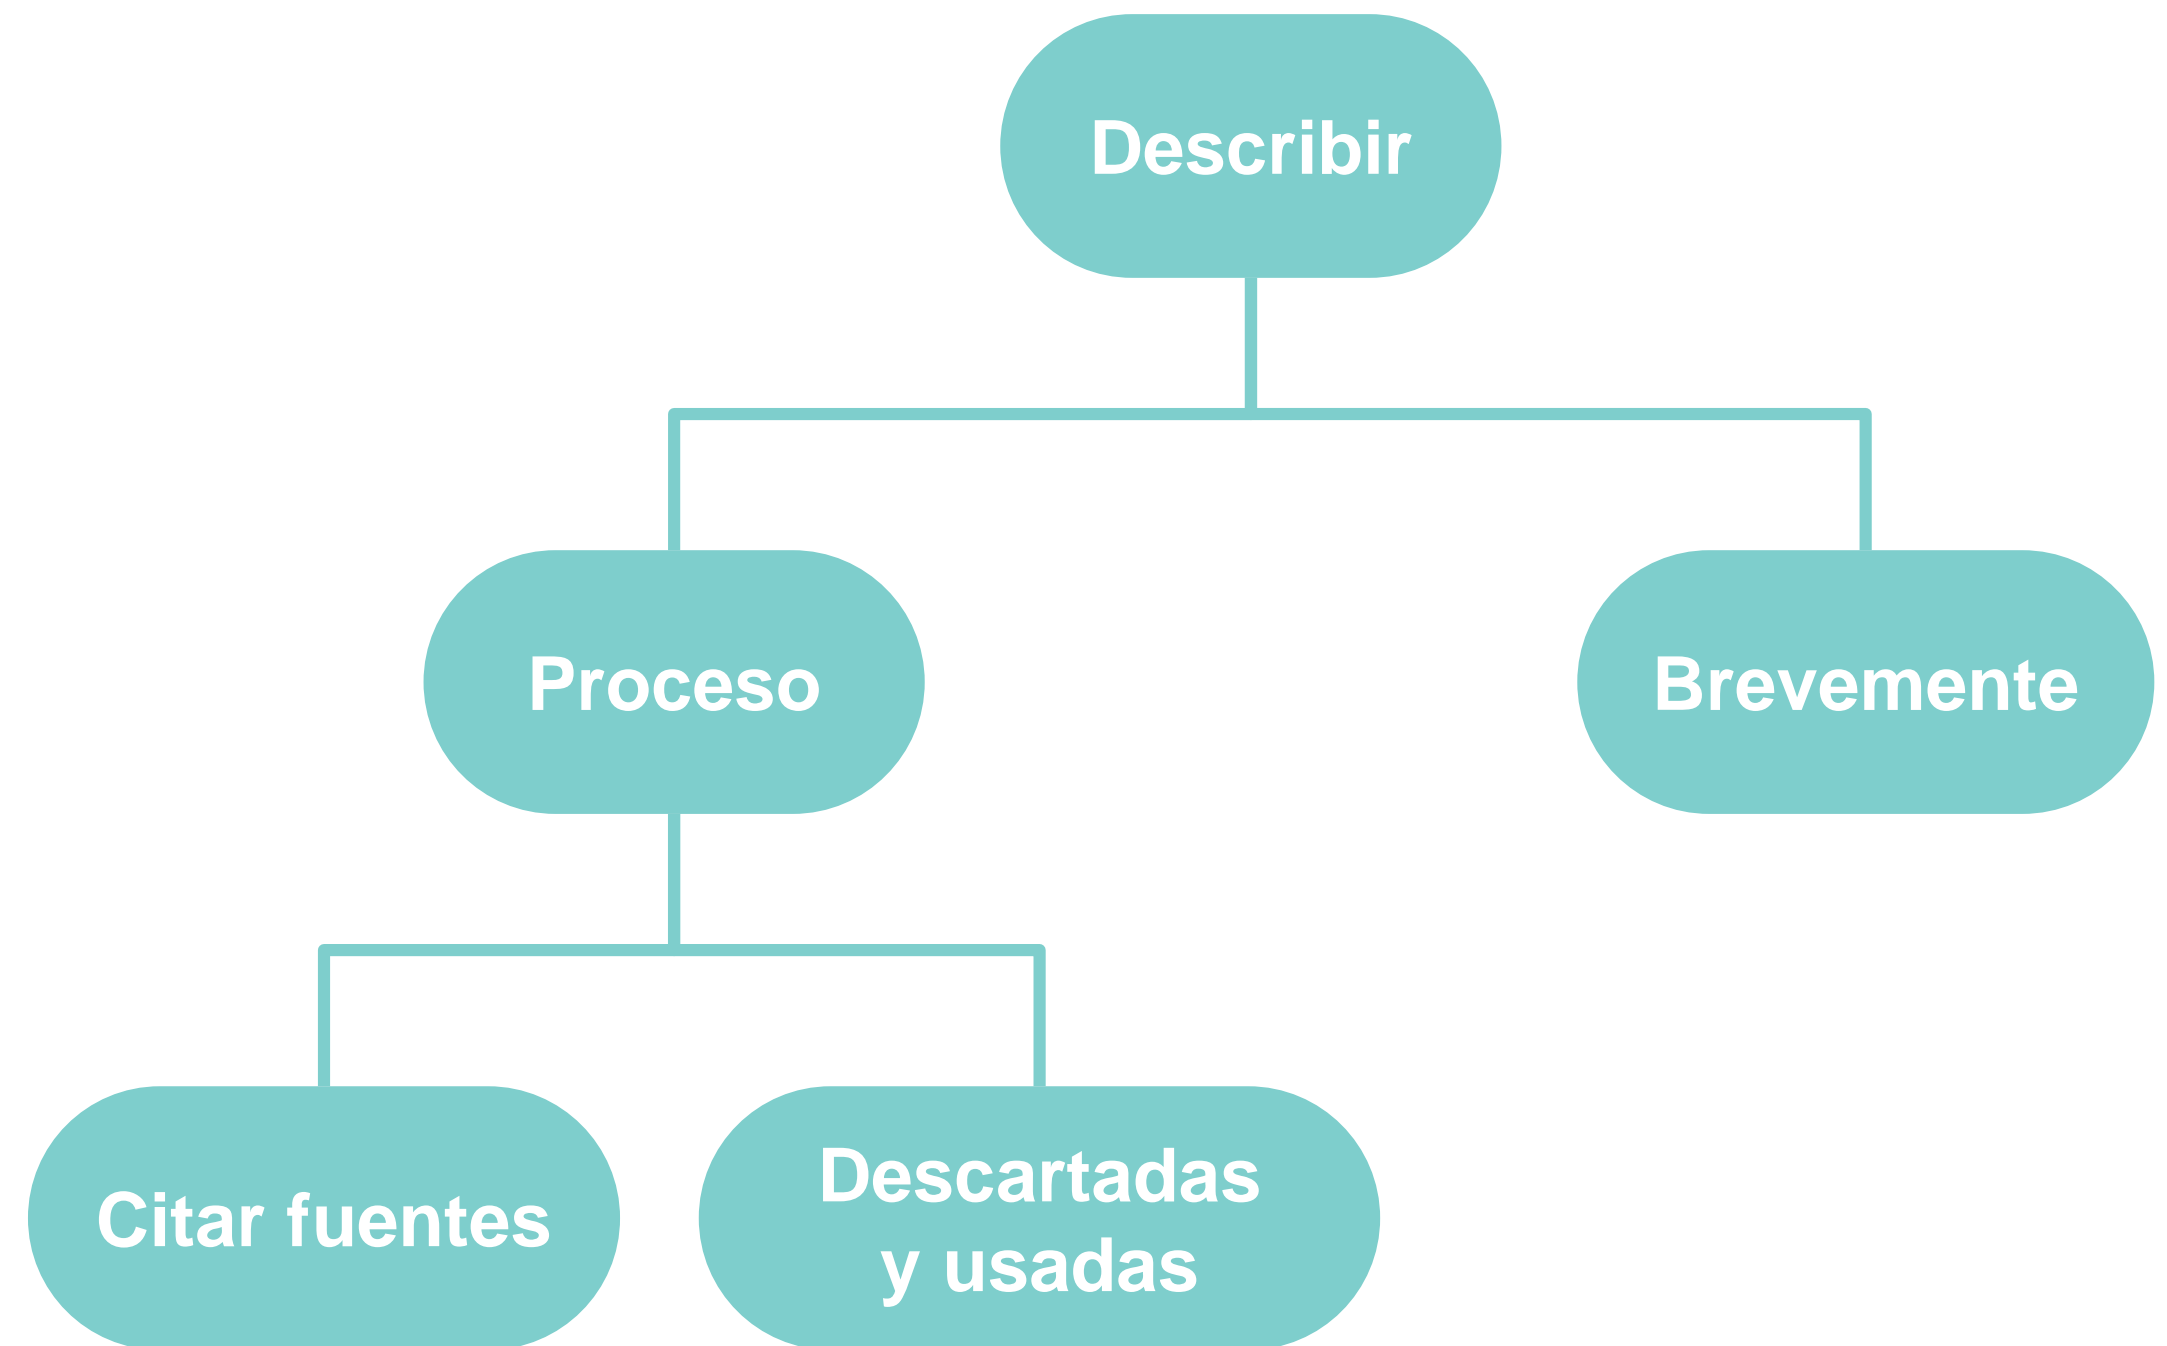 Describir
Proceso
Brevemente
Citar fuentes
Descartadas
y usadas